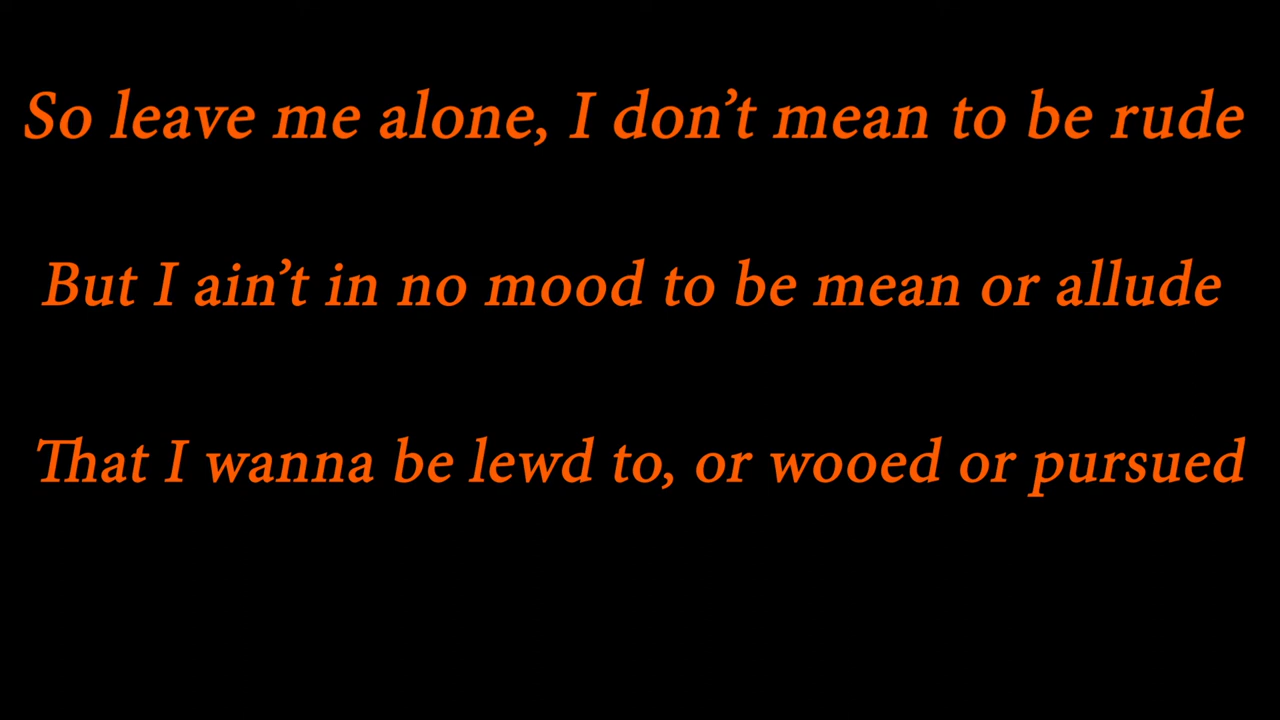 So leave me alone, I don’t mean to be rude
But I ain’t in no mood to be mean or allude
That I wanna be lewd to, or wooed or pursued